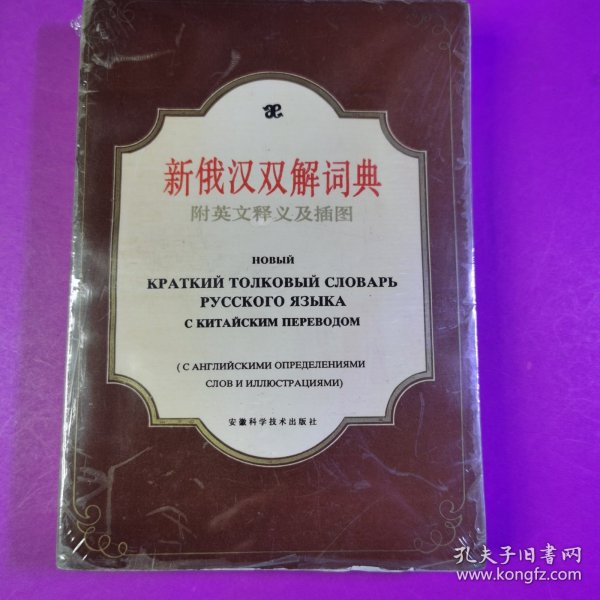 新俄汉双解词典
附英文释义及插图
НОВЫЙ
КРАТКИЙ ТОЛКОВЫЙ СЛОВАРЬ
РУССКОГО ЯЗЫКА
С КИТАЙСКИМ ПЕРЕВОДОМ
(С АНГЛИЙСКИМИ ОПРЕДЕЛЕНИЯМИ
СЛОВ И ИЛЛЮСТРАЦИЯМИ)
安徽科学技术出版社
孔夫子旧书网
www.kongfz.com